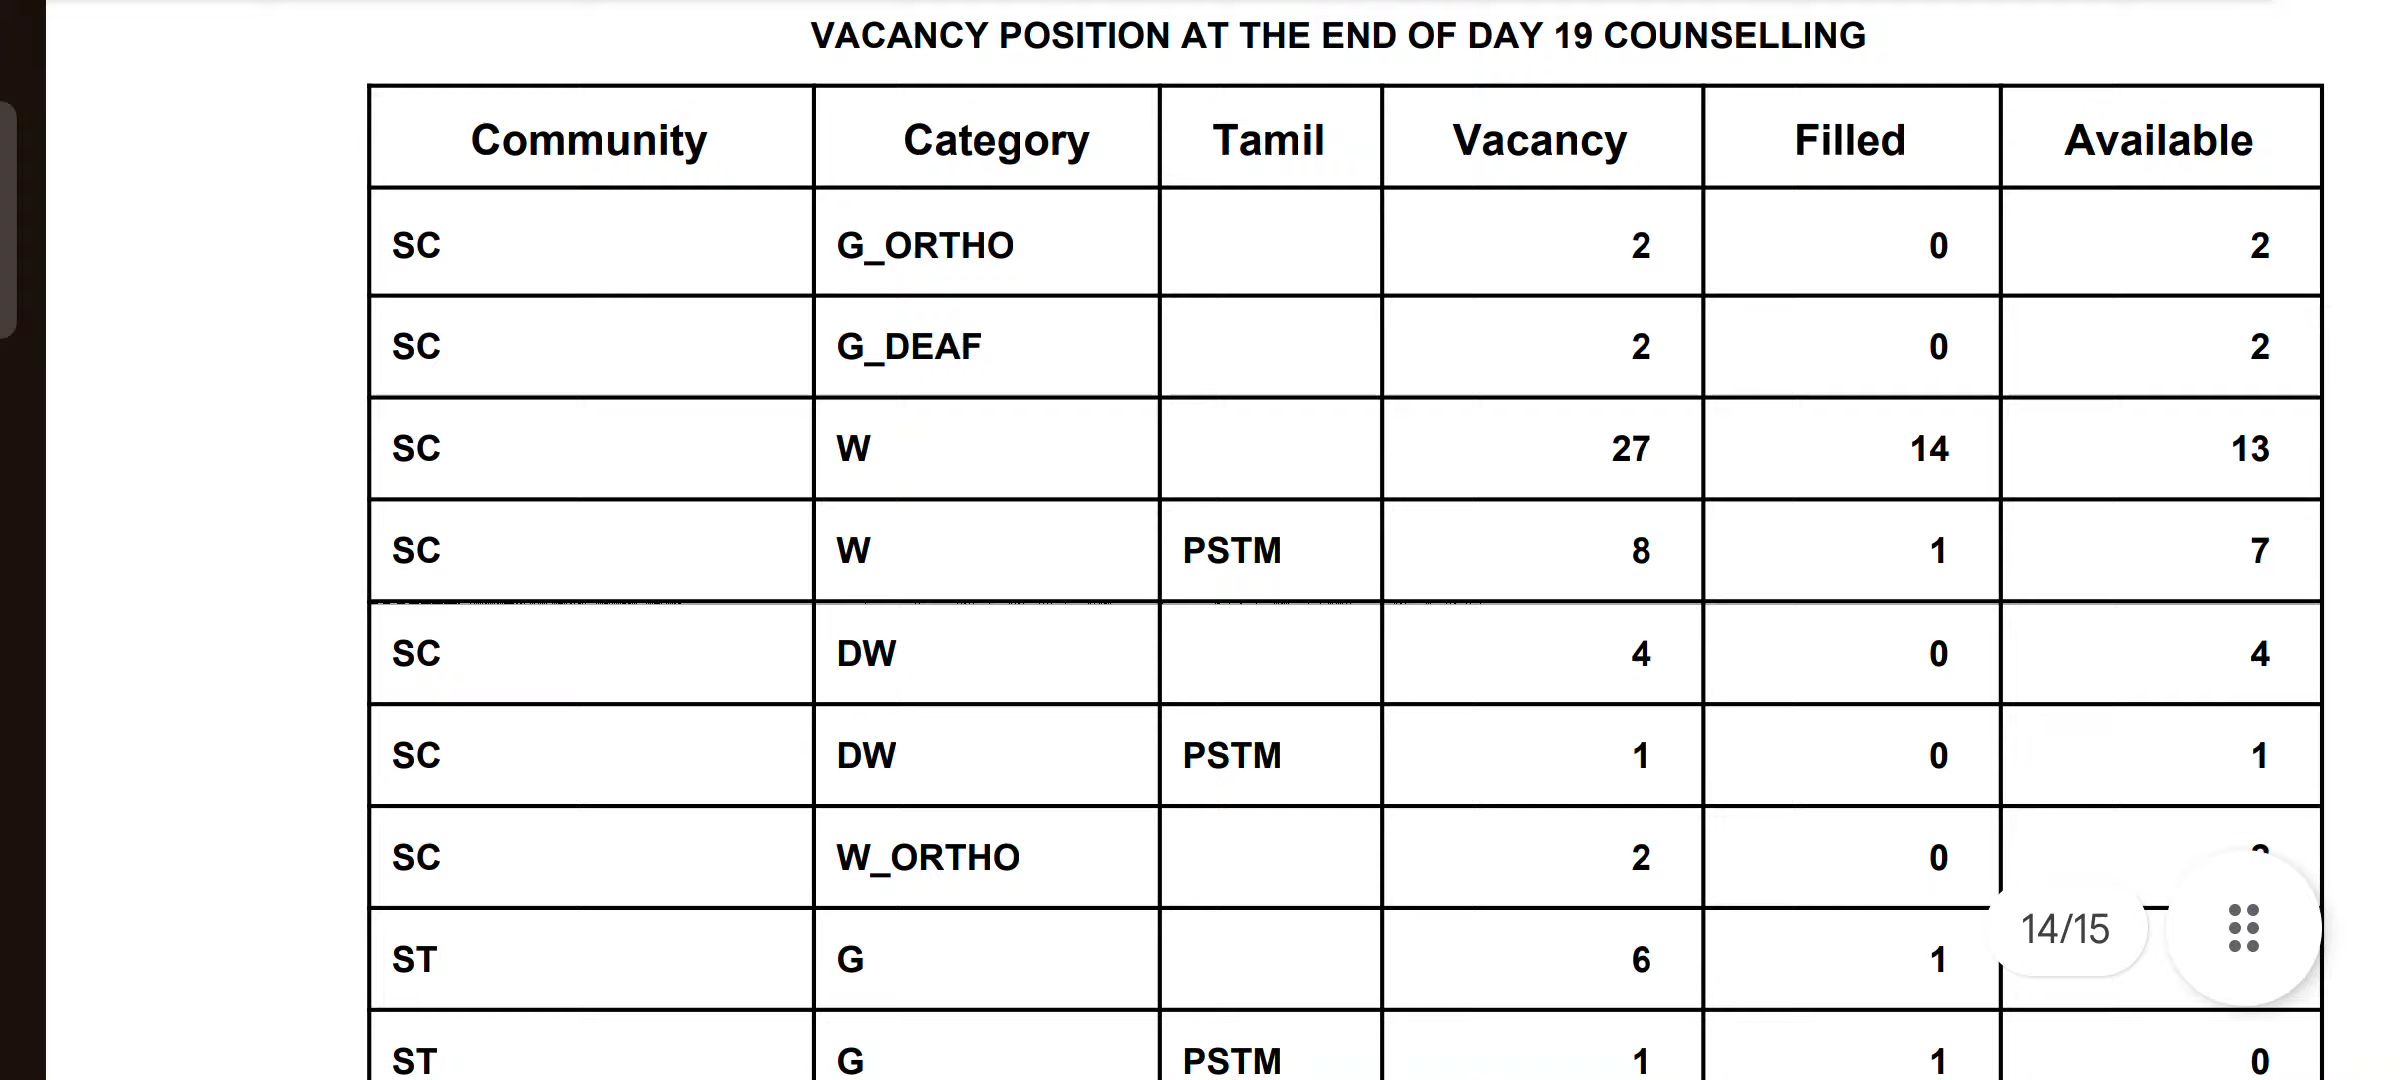 VACANCY POSITION AT THE END OF DAY 19 COUNSELLING
Community Category Tamil Vacancy Filled Available
SC G_ORTHO 2 0 2
SC G_DEAF 2 0 2
SC W 27 14 13
SC W PSTM 8 1 7
SC DW 4 0 4
SC DW PSTM 1 0 1
SC W_ORTHO 2 0
ST G 6 1
14/15
ST G PSTM 1 1 0